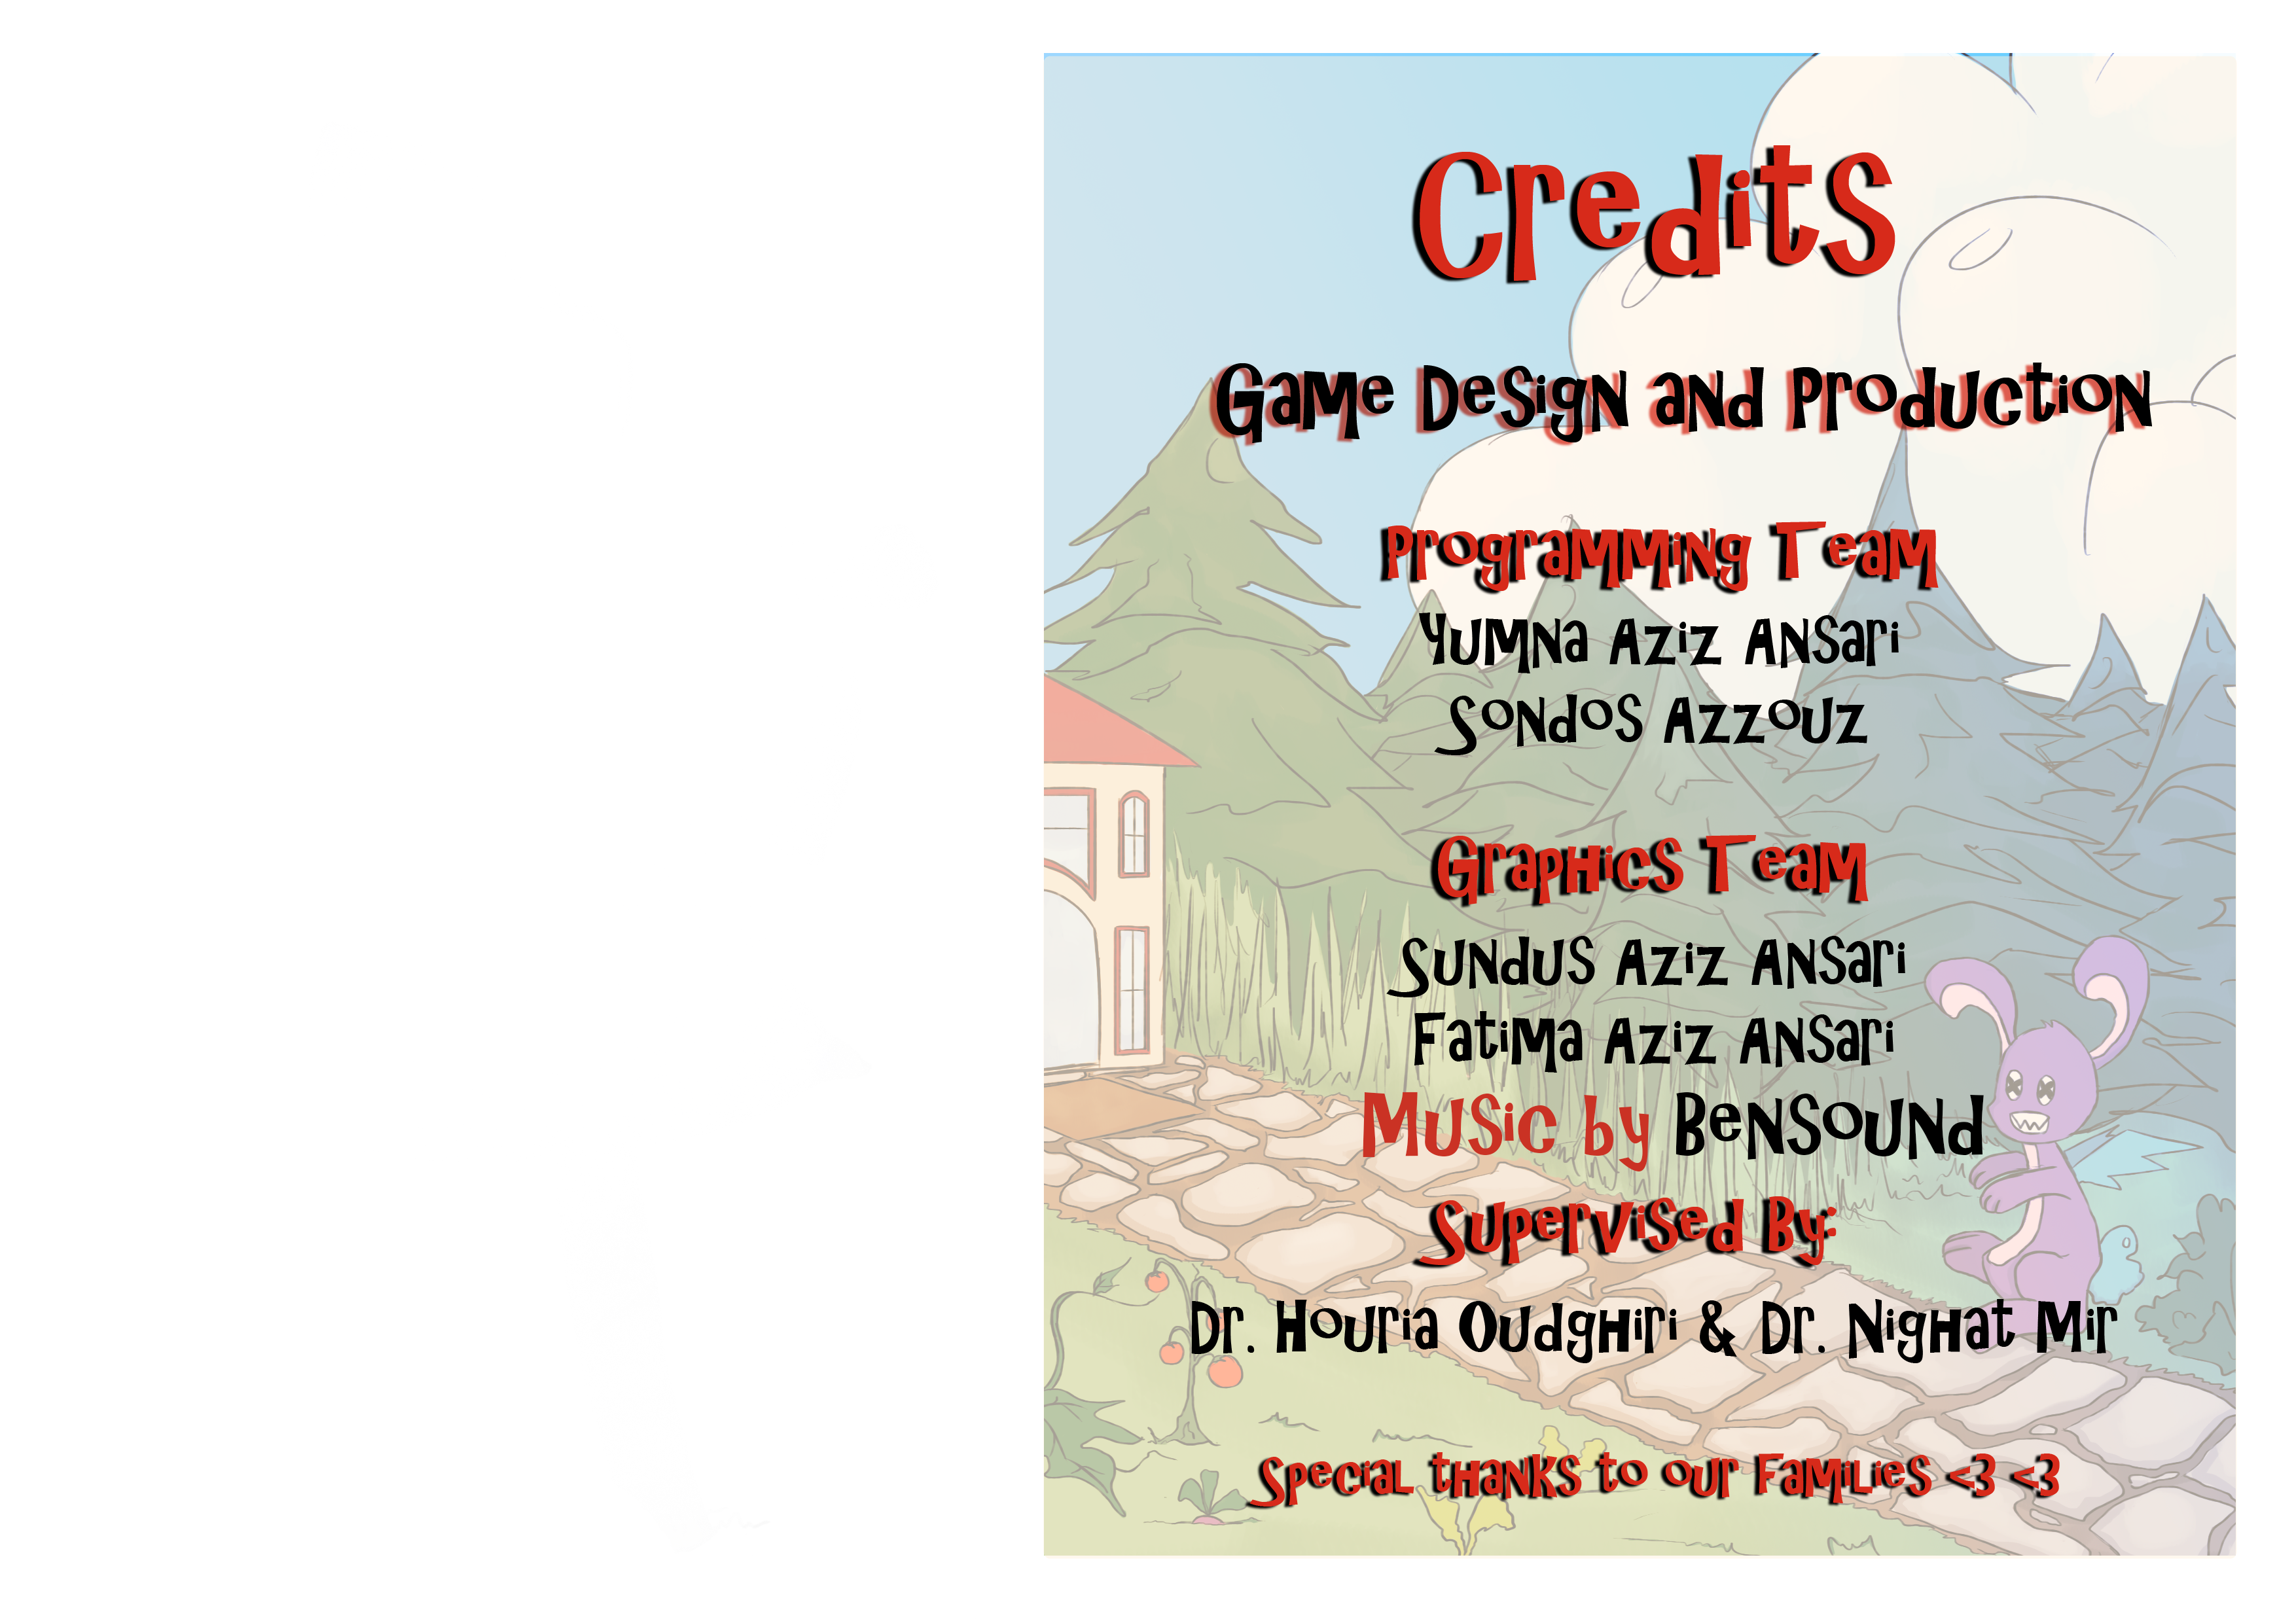 Credits
Game Design and Production
Programming Team
Yumna Aziz Ansari
Sondos Azzouz
Graphics Team
Sundus Aziz Ansari
Fatima Aziz Ansari
Music by Bensound
Supervised By:
Dr. Houria Oudghiri & Dr. Nighat Mir
Special thanks to our Families <3 <3